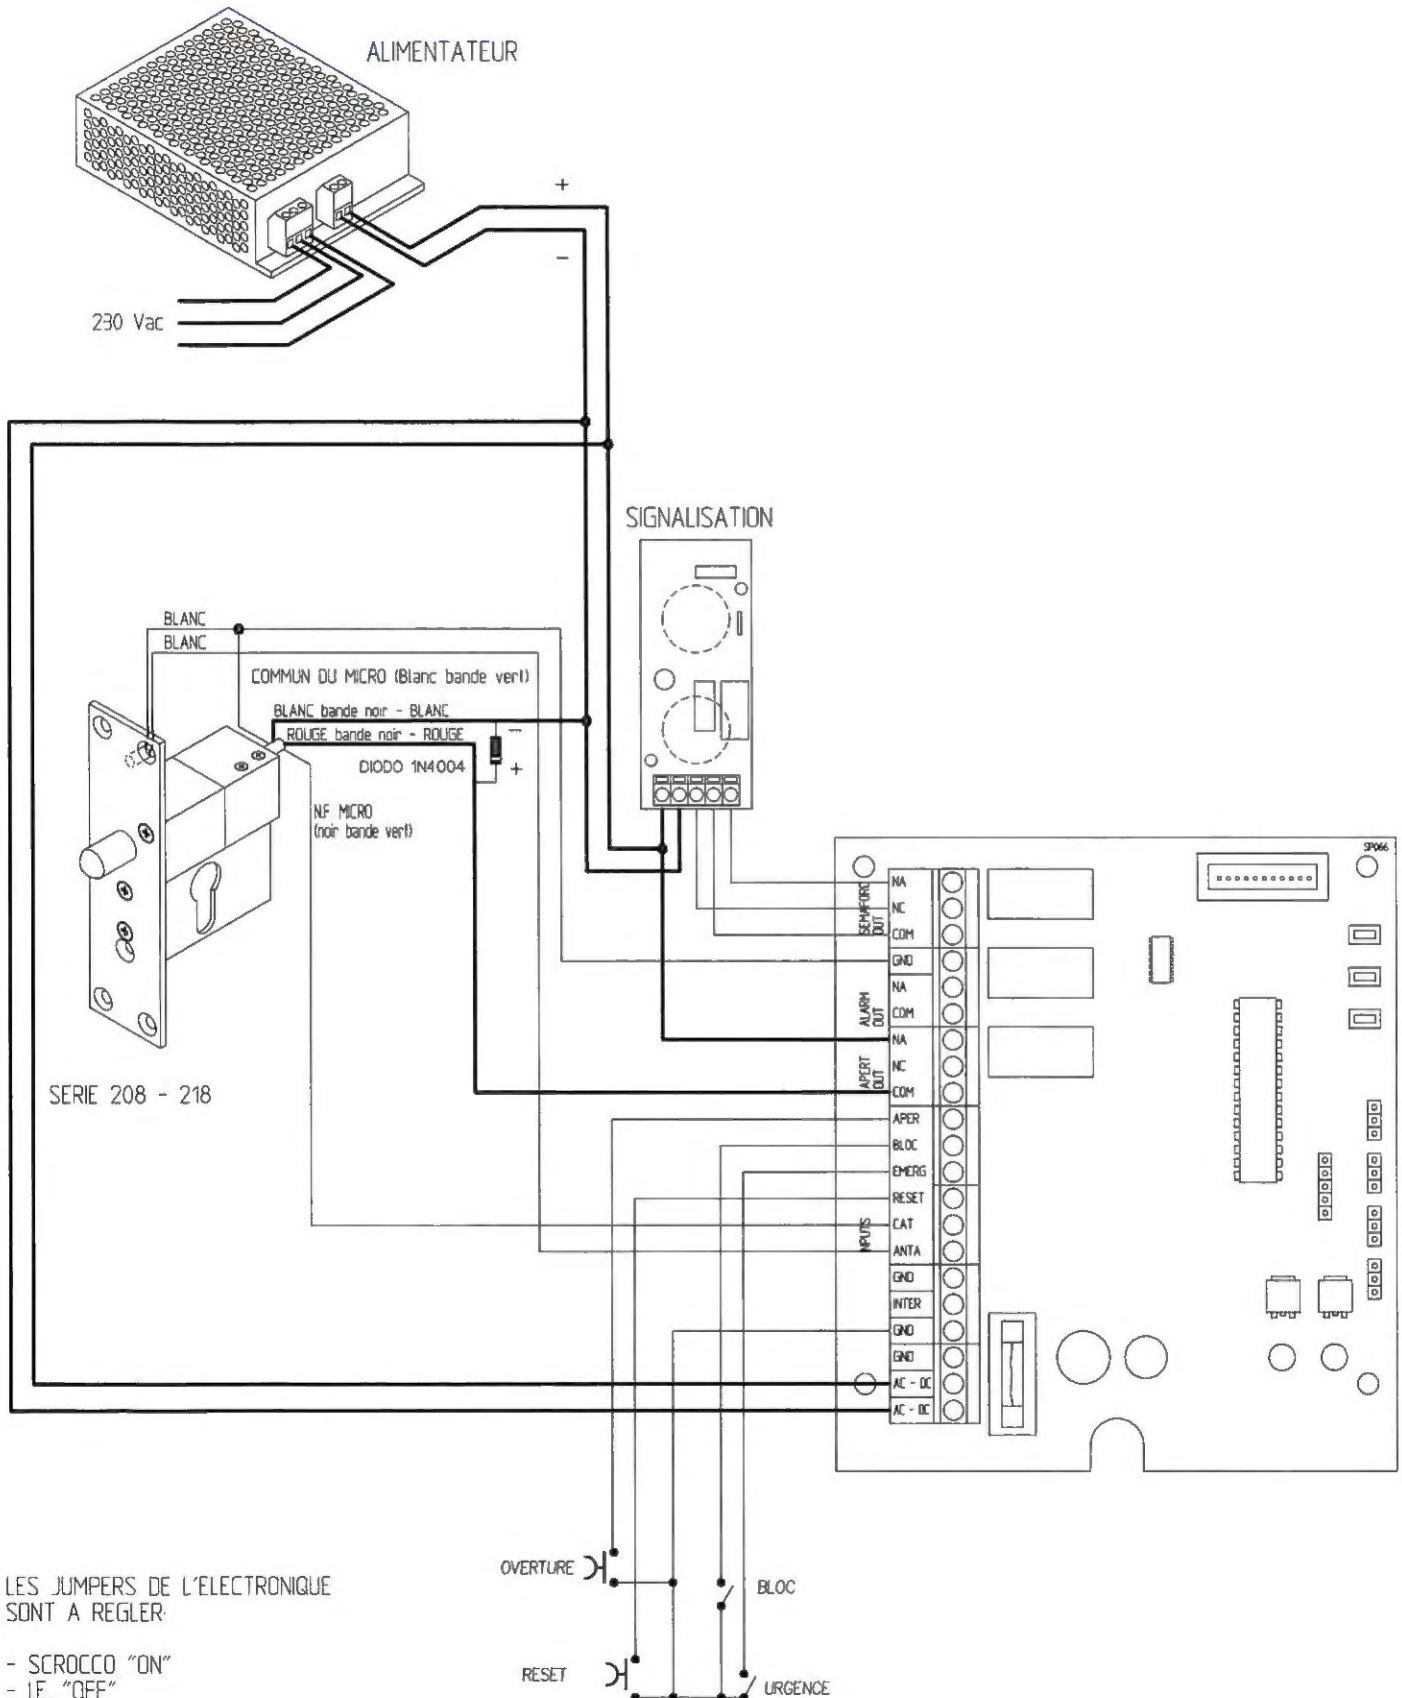 ALIMENTATEUR
+
-
230 Vac
SIGNALISATION
BLANC
BLANC
COMMUN DU MICRO (Blanc bande vert)
BLANC bande noir - BLANC
ROUGE bande noir - ROUGE
-
DIODO 1N4004
+
N.F. MICRO
(noir bande vert)
SERIE 208 - 218
SP066
SEMAFORO
OUT
NA
NC
COM
GND
ALARM
OUT
NA
COM
APERT
OUT
NA
NC
COM
INPUTS
APER
BLOC
EMERG
RESET
CAT
ANTA
GND
INTER
GND
GND
AC - DC
AC - DC
OVERTURE
BLOC
RESET
URGENCE
LES JUMPERS DE L'ELECTRONIQUE
SONT A REGLER:
- SCROCCO "ON"
- 1E. "OFF"